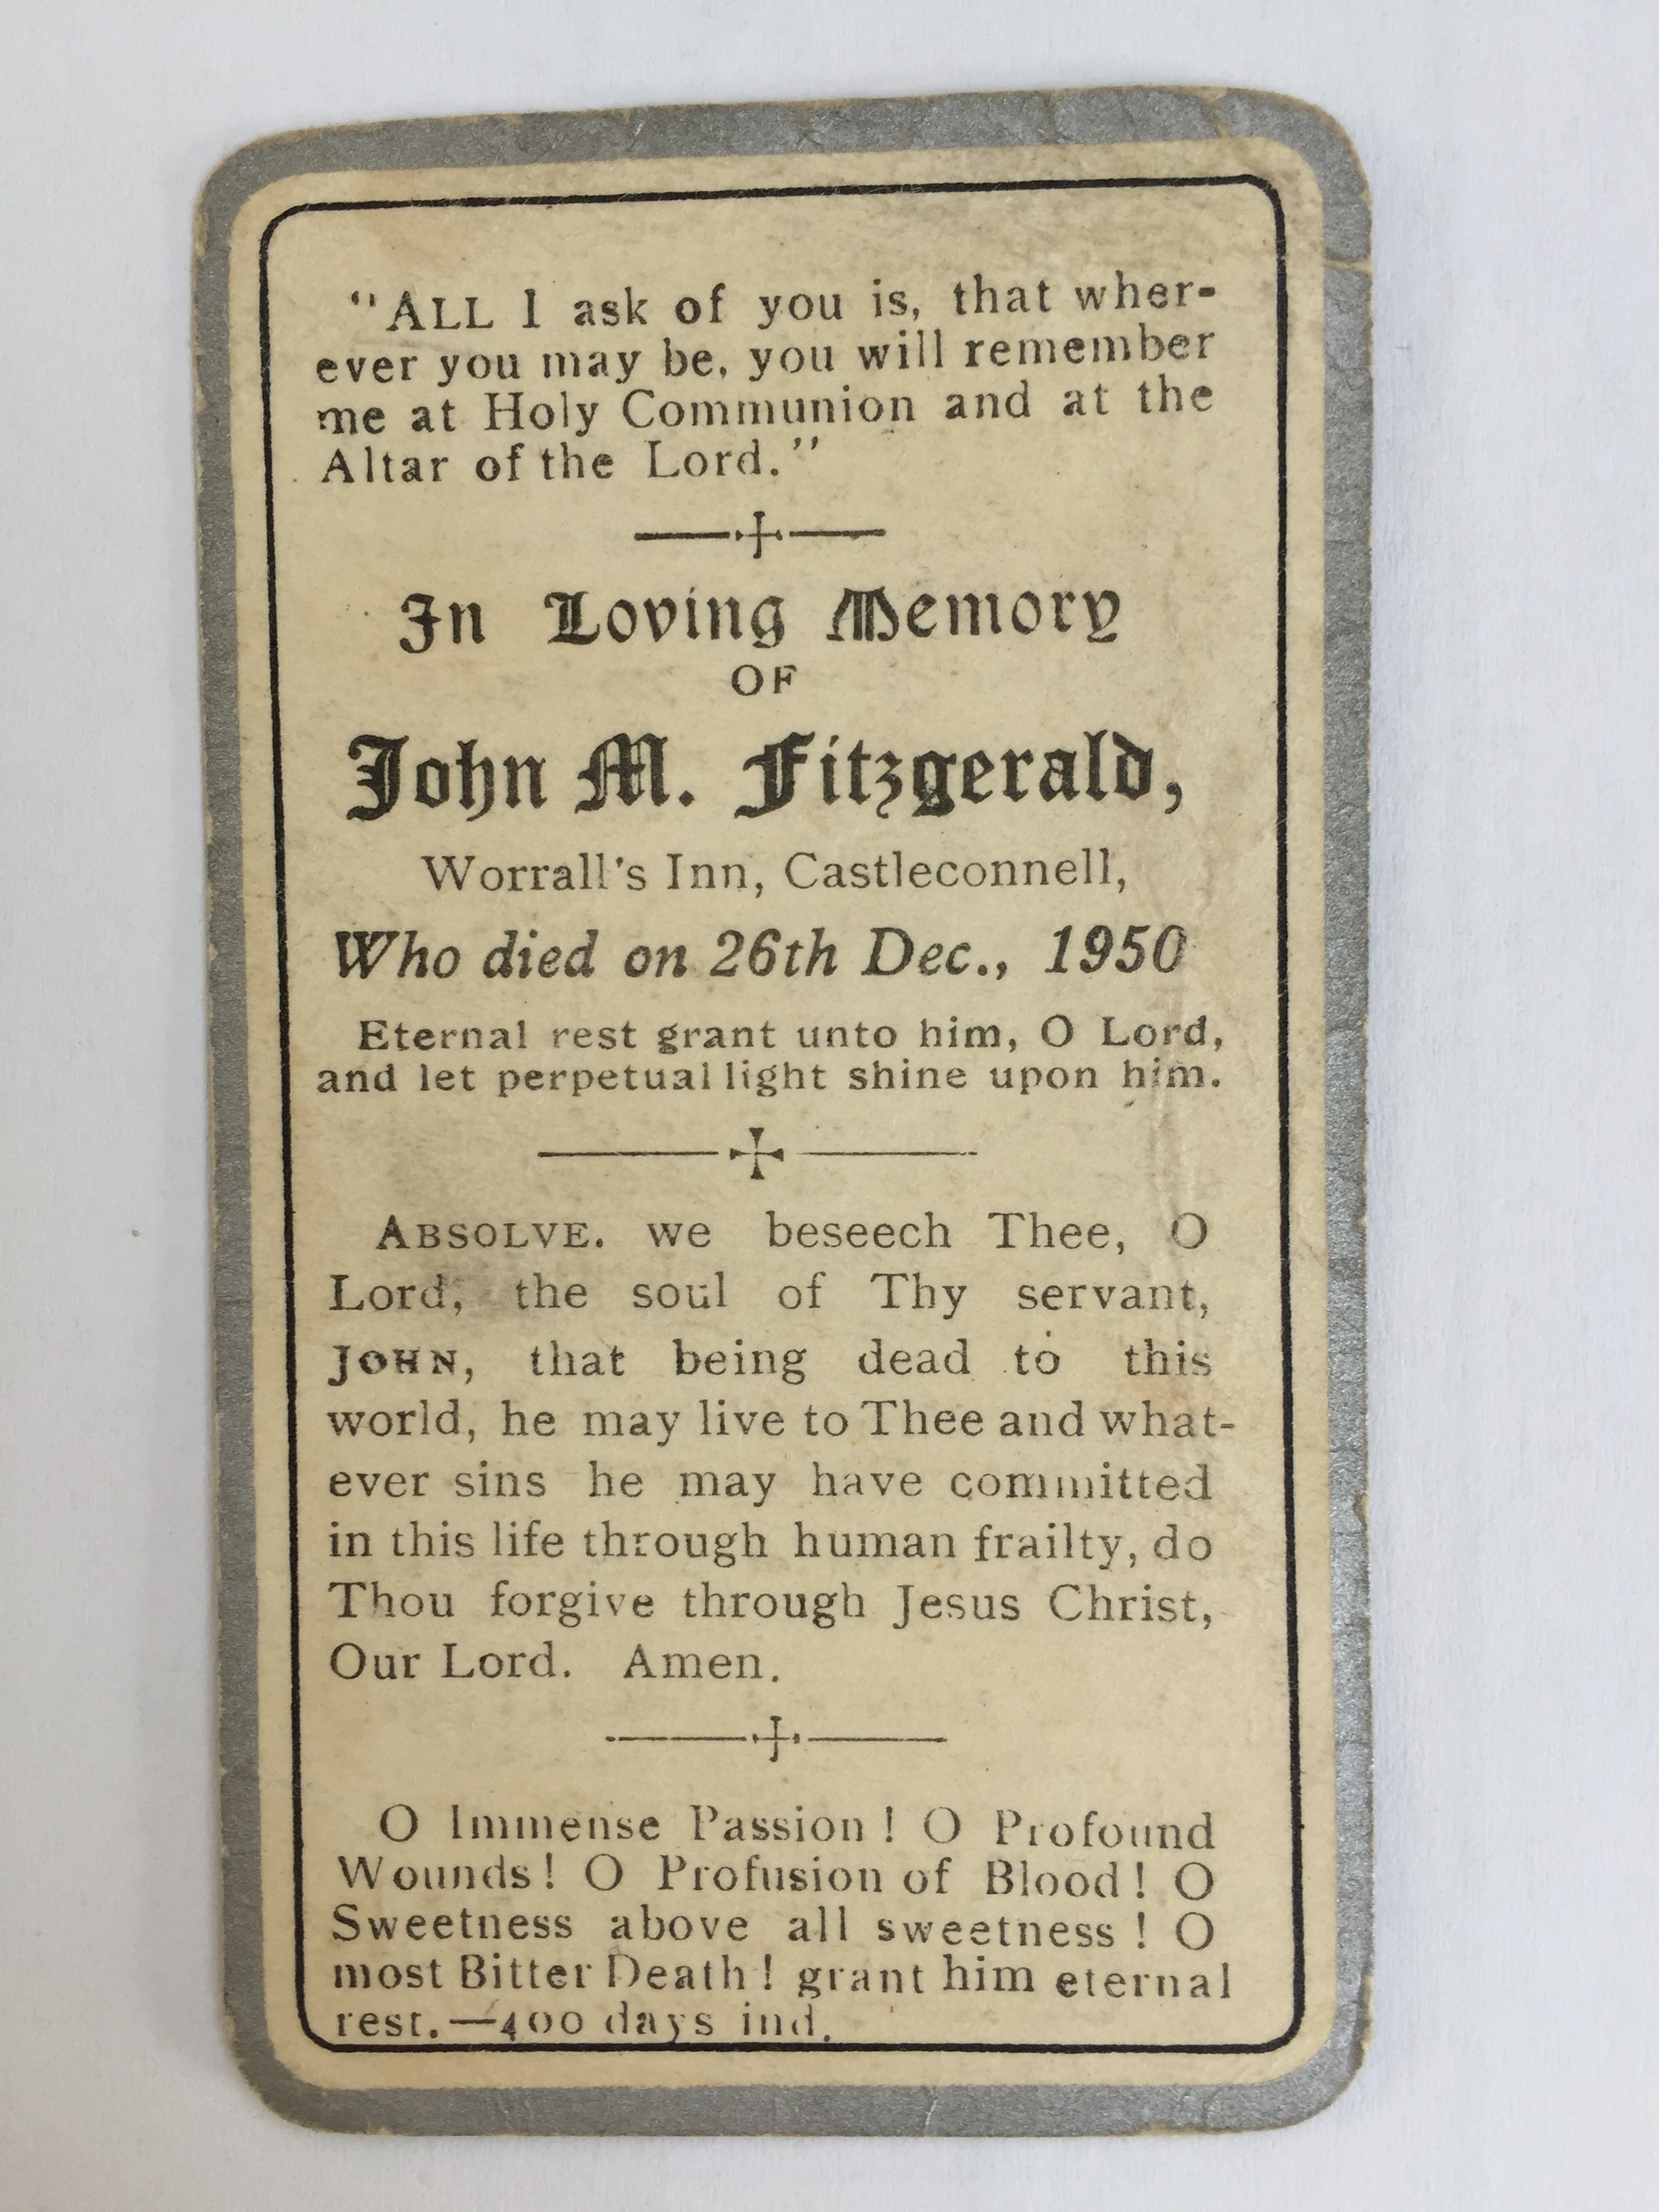 "ALL I ask of you is, that wher-
ever you may be, you will remember
me at Holy Communion and at the
Altar of the Lord."
In Loving Memory
OF
John M. Fitzgerald,
Worrall's Inn, Castleconnell,
Who died on 26th Dec., 1950
Eternal rest grant unto him, O Lord,
and let perpetual light shine upon him.
ABSOLVE. we beseech Thee, O
Lord, the soul of Thy servant,
JOHN, that being dead to this
world, he may live to Thee and what-
ever sins he may have committed
in this life through human frailty, do
Thou forgive through Jesus Christ,
Our Lord. Amen.
O Immense Passion! O Profound
Wounds! O Profusion of Blood! O
Sweetness above all sweetness! O
most Bitter Death! grant him eternal
rest.—400 days ind.